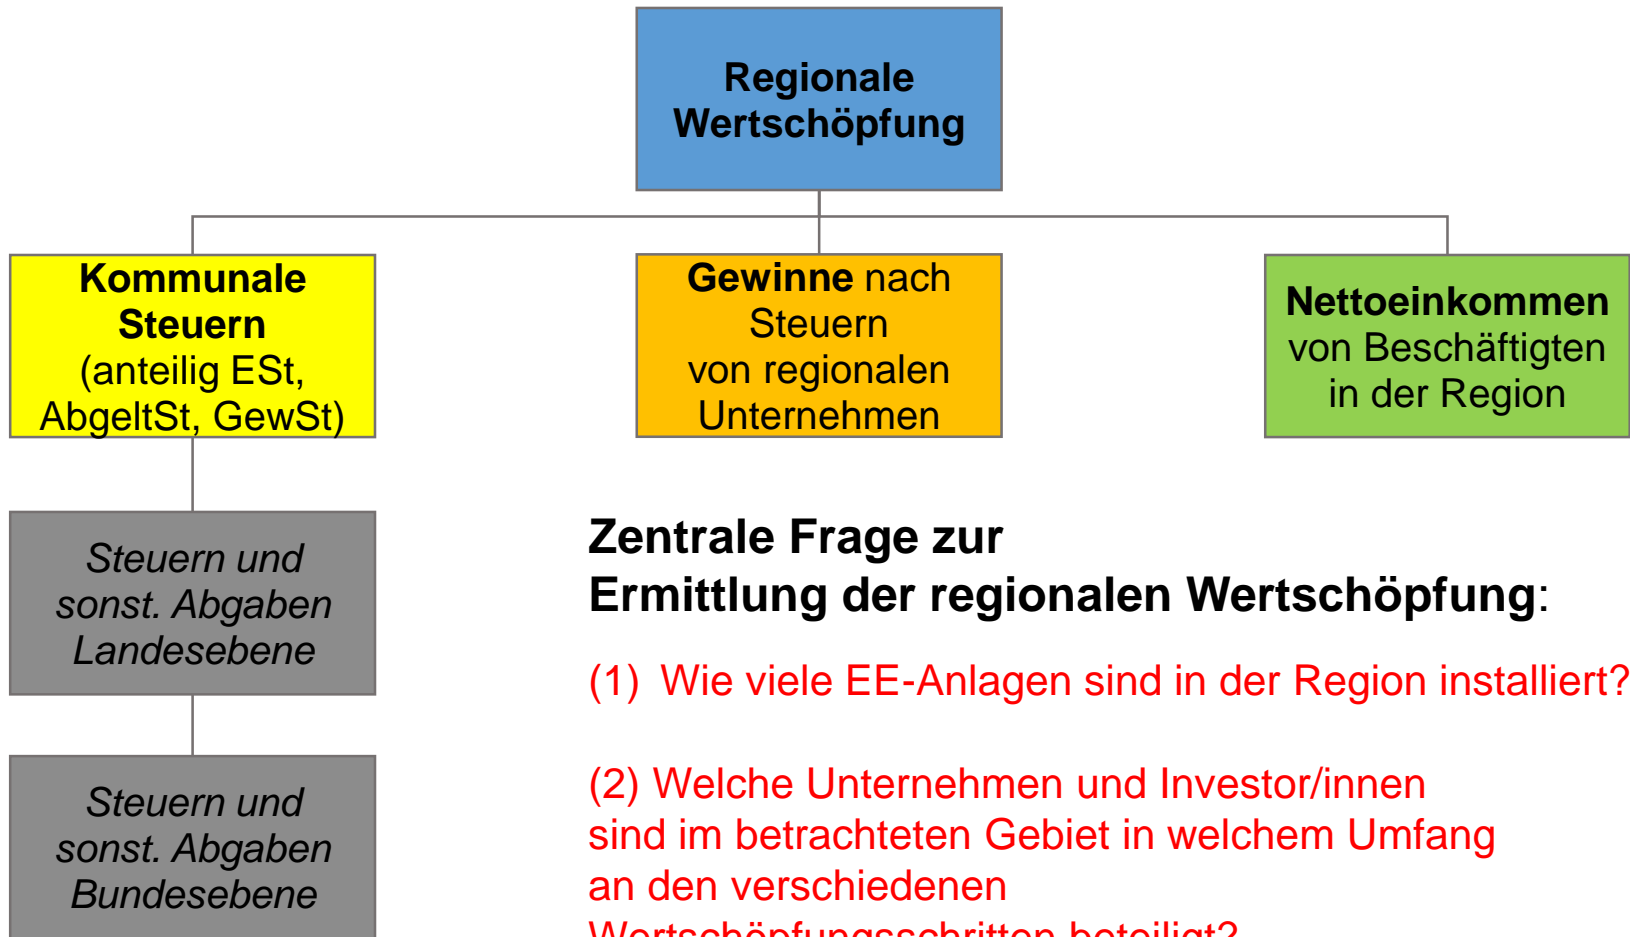 Regionale
Wertschöpfung
Kommunale
Steuern
(anteilig ESt,
AbgeltSt, GewSt)
Gewinne nach
Steuern
von regionalen
Unternehmen
Nettoeinkommen
von Beschäftigten
in der Region
Steuern und
sonst. Abgaben
Landesebene
Steuern und
sonst. Abgaben
Bundesebene
Zentrale Frage zur
Ermittlung der regionalen Wertschöpfung:
(1) Wie viele EE-Anlagen sind in der Region installiert?
(2) Welche Unternehmen und Investor/innen
sind im betrachteten Gebiet in welchem Umfang
an den verschiedenen
Wertschöpfungsschritten beteiligt?